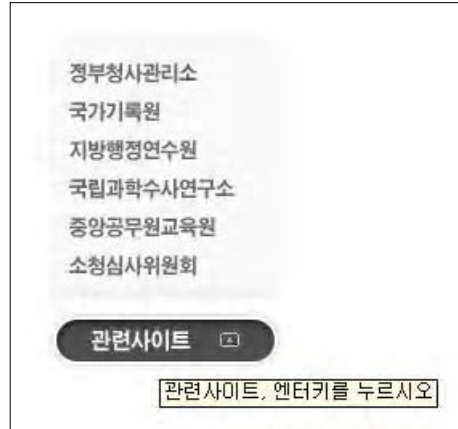 정부청사관리소
국가기록원
지방행정연수원
국립과학수사연구소
중앙공무원교육원
소청심사위원회
관련사이트
관련사이트, 엔터키를 누르시오